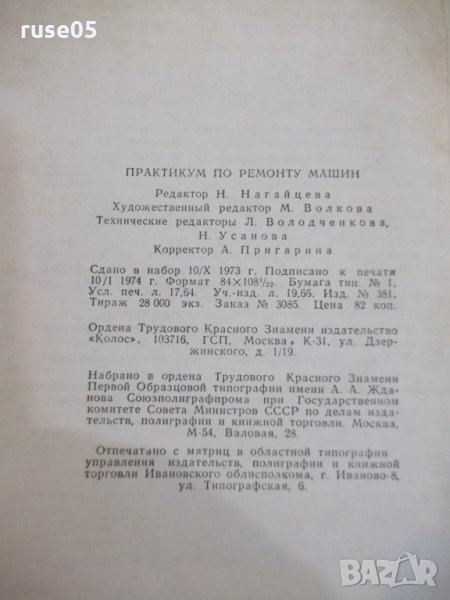 ruse05
ПРАКТИКУМ ПО РЕМОНТУ МАШИН
Редактор Н. Нагайцева
Художественный редактор М. Волкова
Технические редакторы Л. Володченкова,
Н. Усанова
Корректор А. Пригарина
Сдано в набор 10/X 1973 г. Подписано к печати
10/I 1974 г. Формат 84×108¹/₃₂. Бумага тип. № 1.
Усл. печ. л. 17,64. Уч.-изд. л. 19,65. Изд. № 381.
Тираж 28 000 экз. Заказ № 3085. Цена 82 коп.
Ордена Трудового Красного Знамени издательство
«Колос», 103716, ГСП, Москва, К-31, ул. Дзер-
жинского, д. 1/19.
Набрано в ордена Трудового Красного Знамени
Первой Образцовой типографии имени А. А. Жда-
нова Союзполиграфпрома при Государственном
комитете Совета Министров СССР по делам изда-
тельств, полиграфии и книжной торговли. Москва,
М-54, Валовая, 28.
Отпечатано с матриц в областной типографии
управления издательств, полиграфии и книжной
торговли Ивановского облисполкома, г. Иваново-8,
ул. Типографская, 6.
BAZAR